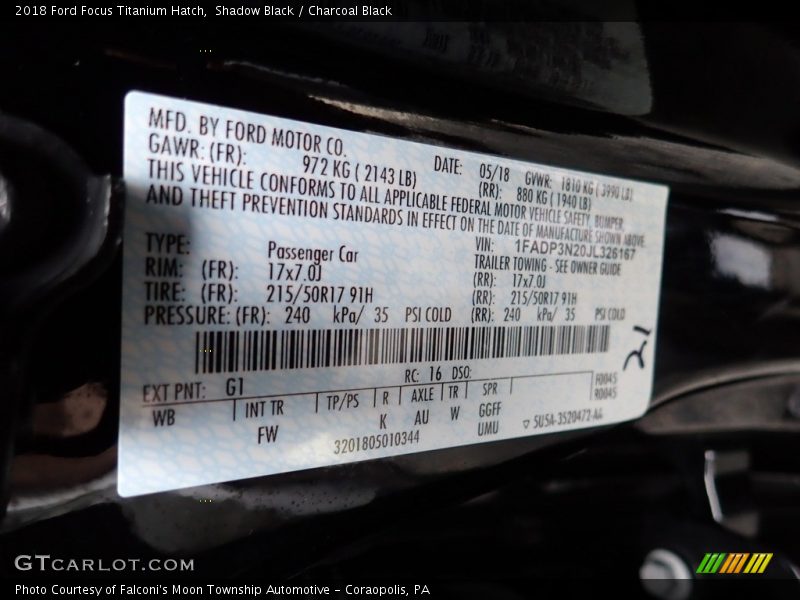 2018 Ford Focus Titanium Hatch, Shadow Black / Charcoal Black
MFD. BY FORD MOTOR CO.
DATE: 05/18 GVWR: 1810 KG ( 3990 LB)
GAWR: (FR): 972 KG ( 2143 LB) (RR): 880 KG ( 1940 LB)
THIS VEHICLE CONFORMS TO ALL APPLICABLE FEDERAL MOTOR VEHICLE SAFETY, BUMPER,
AND THEFT PREVENTION STANDARDS IN EFFECT ON THE DATE OF MANUFACTURE SHOWN ABOVE.
VIN: 1FADP3N20JL326167
TYPE: Passenger Car TRAILER TOWING - SEE OWNER GUIDE
RIM: (FR): 17x7.0J (RR): 17x7.0J
TIRE: (FR): 215/50R17 91H (RR): 215/50R17 91H
PRESSURE: (FR): 240 kPa/ 35 PSI COLD (RR): 240 kPa/ 35 PSI COLD
21
RC: 16 DSO:
EXT PNT: G1 F0045
R0045
WB INT TR TP/PS R AXLE TR SPR
FW K AU W GGFF
UMU
3201805010344 ▽ 5U5A-3520472-AA
GTCARLOT.COM
Photo Courtesy of Falconi's Moon Township Automotive - Coraopolis, PA